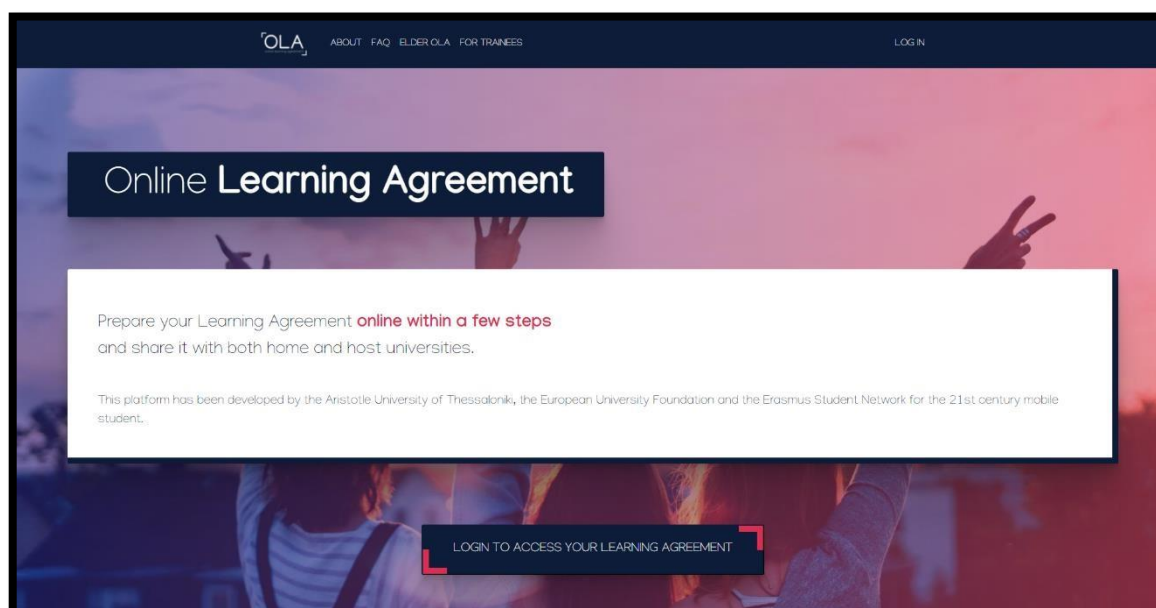 OLA
ABOUT FAQ ELDER OLA FOR TRAINEES
LOG IN
Online Learning Agreement
Prepare your Learning Agreement online within a few steps
and share it with both home and host universities.
This platform has been developed by the Aristotle University of Thessaloniki, the European University Foundation and the Erasmus Student Network for the 21st century mobile
student.
LOGIN TO ACCESS YOUR LEARNING AGREEMENT